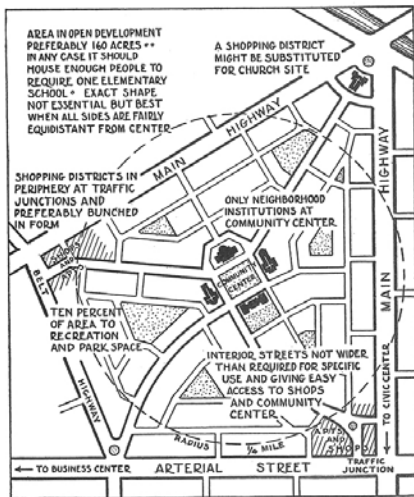 AREA IN OPEN DEVELOPMENT
PREFERABLY 160 ACRES • •
IN ANY CASE IT SHOULD
HOUSE ENOUGH PEOPLE TO
REQUIRE ONE ELEMENTARY
SCHOOL • EXACT SHAPE
NOT ESSENTIAL BUT BEST
WHEN ALL SIDES ARE FAIRLY
EQUIDISTANT FROM CENTER
A SHOPPING DISTRICT
MIGHT BE SUBSTITUTED
FOR CHURCH SITE
MAIN HIGHWAY
HIGHWAY
MAIN
SHOPPING DISTRICTS IN
PERIPHERY AT TRAFFIC
JUNCTIONS AND
PREFERABLY BUNCHED
IN FORM
ONLY NEIGHBORHOOD
INSTITUTIONS AT
COMMUNITY CENTER
SHOPS
BELT
HIGHWAY
COMMUNITY
CENTER
TEN PERCENT
OF AREA TO
RECREATION
AND PARK SPACE
INTERIOR STREETS NOT WIDER
THAN REQUIRED FOR SPECIFIC
USE AND GIVING EASY
ACCESS TO SHOPS
AND COMMUNITY
CENTER
TO CIVIC CENTER
RADIUS 1/4 MILE
APTS
AND
SHOPS
TRAFFIC
JUNCTION
TO BUSINESS CENTER
ARTERIAL STREET